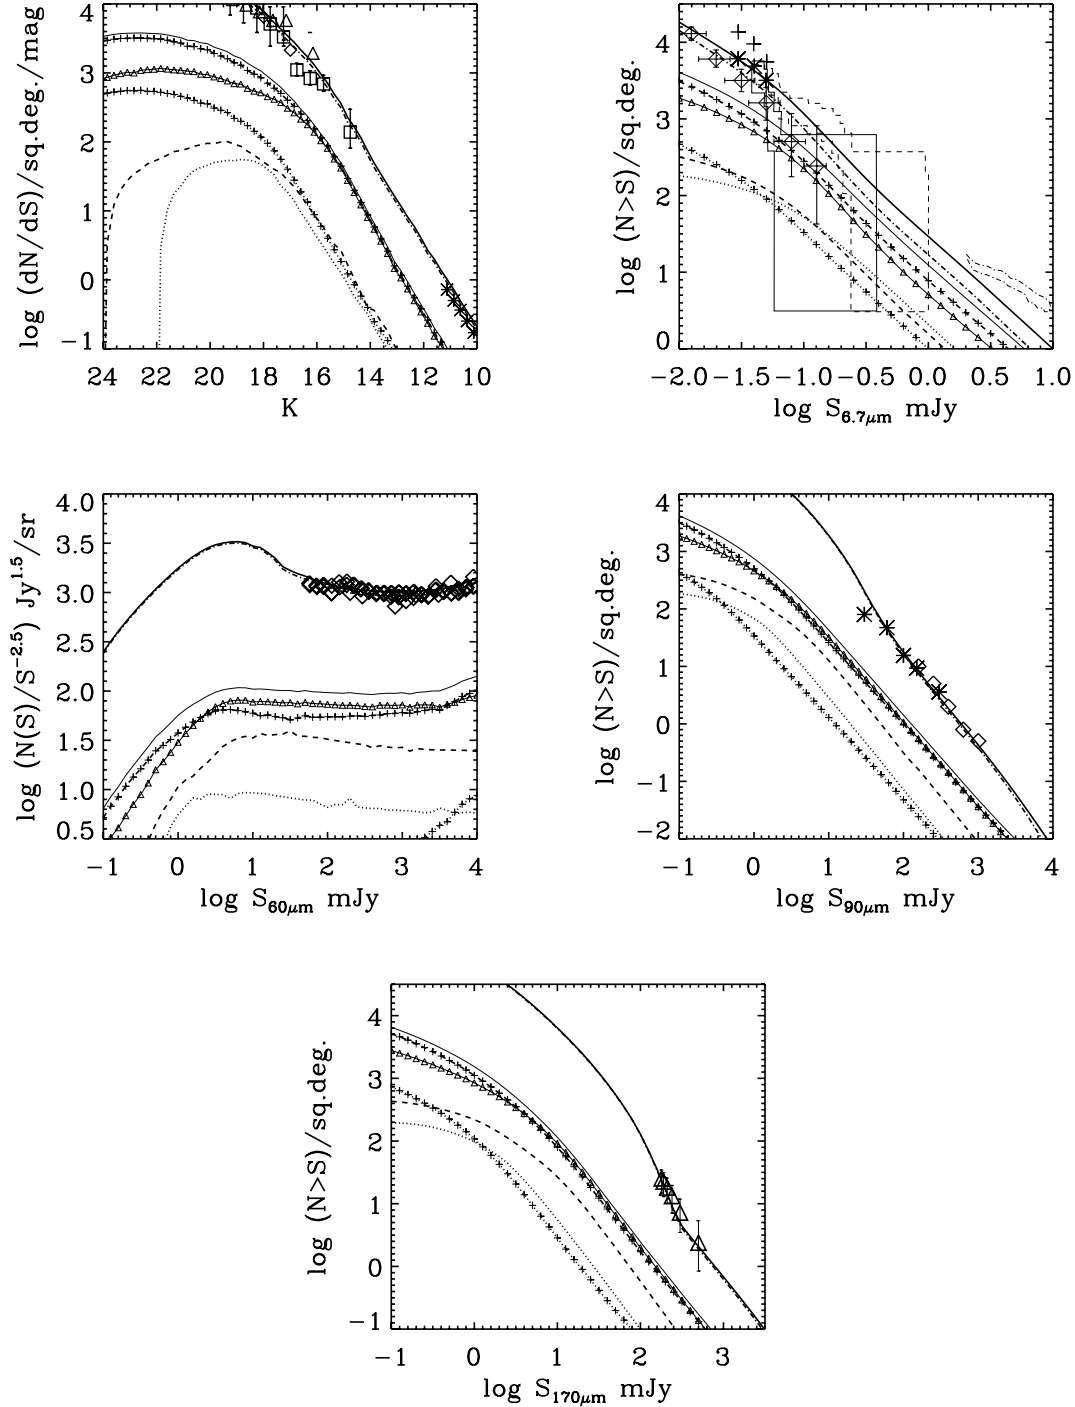 4
3
2
1
0
−1
log (dN/dS)/sq.deg./mag
24 22 20 18 16 14 12 10
K
4
3
2
1
0
log (N>S)/sq.deg.
−2.0 −1.5 −1.0 −0.5 0.0 0.5 1.0
log S6.7μm mJy
4.0
3.5
3.0
2.5
2.0
1.5
1.0
0.5
log (N(S)/S−2.5) Jy1.5/sr
−1 0 1 2 3 4
log S60μm mJy
4
3
2
1
0
−1
−2
log (N>S)/sq.deg.
−1 0 1 2 3 4
log S90μm mJy
4
3
2
1
0
−1
log (N>S)/sq.deg.
−1 0 1 2 3
log S170μm mJy